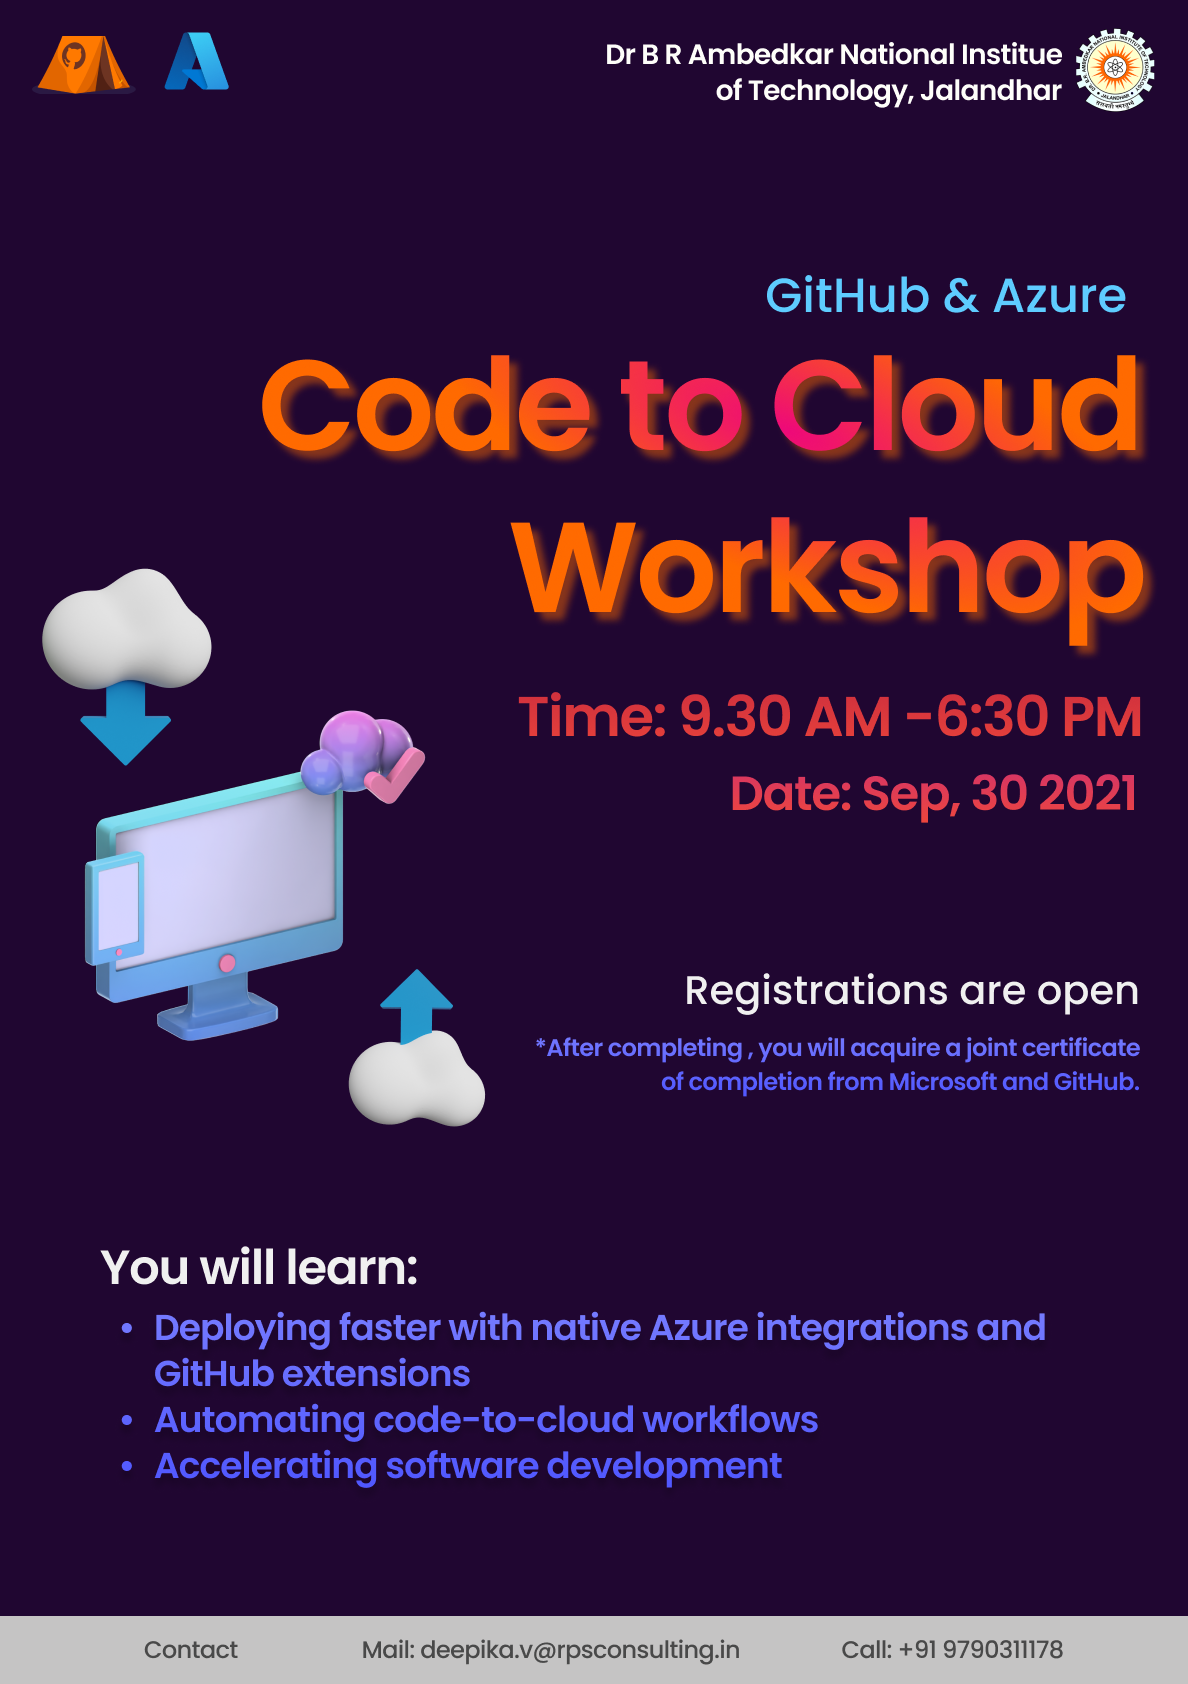 Dr B R Ambedkar National Institue
of Technology, Jalandhar
GitHub & Azure
Code to Cloud
Workshop
Time: 9.30 AM -6:30 PM
Date: Sep, 30 2021
Registrations are open
*After completing , you will acquire a joint certificate
of completion from Microsoft and GitHub.
You will learn:
• Deploying faster with native Azure integrations and
GitHub extensions
• Automating code-to-cloud workflows
• Accelerating software development
Contact
Mail: deepika.v@rpsconsulting.in
Call: +91 9790311178